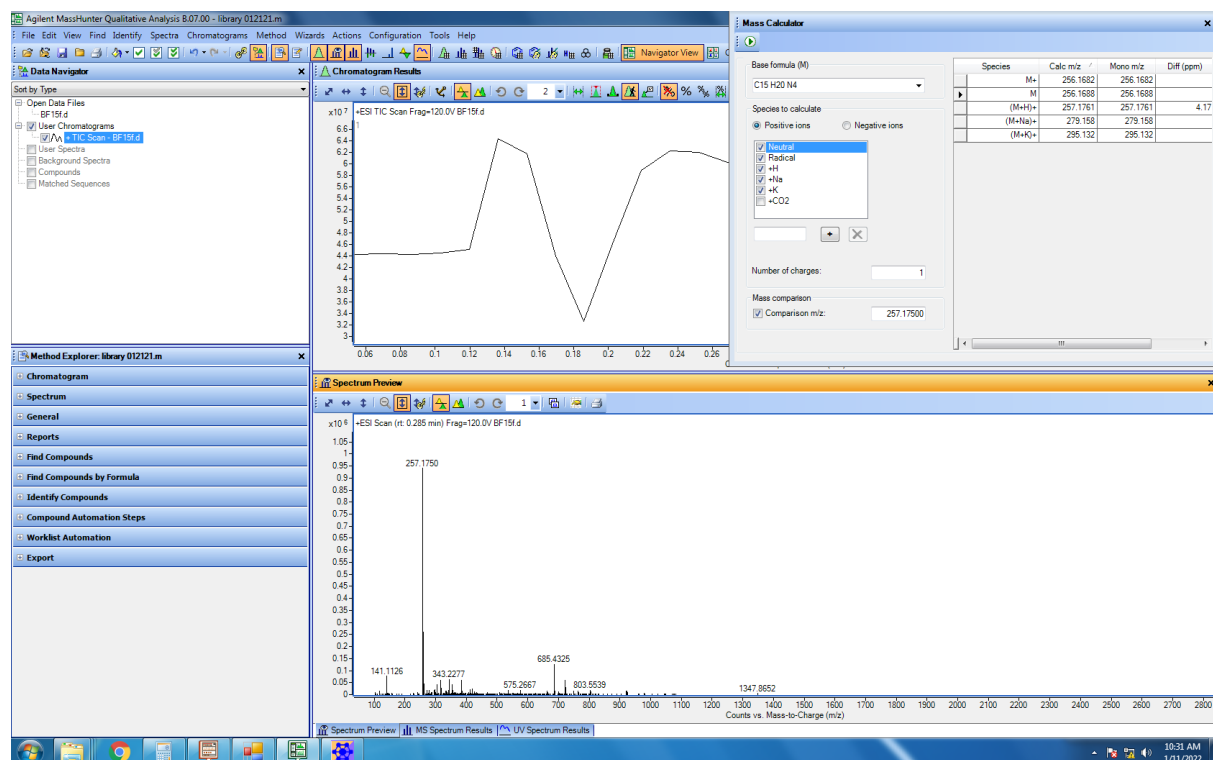 Agilent MassHunter Qualitative Analysis B.07.00 - library 012121.m
File Edit View Find Identify Spectra Chromatograms Method Wizards Actions Configuration Tools Help
Navigator View
Data Navigator
Sort by Type
Open Data Files
BF15f.d
User Chromatograms
+ TIC Scan - BF15f.d
User Spectra
Background Spectra
Compounds
Matched Sequences
Method Explorer: library 012121.m
Chromatogram
Spectrum
General
Reports
Find Compounds
Find Compounds by Formula
Identify Compounds
Compound Automation Steps
Worklist Automation
Export
Chromatogram Results
2
x10 7 +ESI TIC Scan Frag=120.0V BF15f.d
1
6.6
6.4
6.2
6
5.8
5.6
5.4
5.2
5
4.8
4.6
4.4
4.2
4
3.8
3.6
3.4
3.2
3
0.06 0.08 0.1 0.12 0.14 0.16 0.18 0.2 0.22 0.24 0.26
Mass Calculator
Base formula (M)
C15 H20 N4
Species to calculate
Positive ions Negative ions
Neutral
Radical
+H
+Na
+K
+CO2
Number of charges: 1
Mass comparison
Comparison m/z: 257.17500
Species Calc m/z Mono m/z Diff (ppm)
M+ 256.1682 256.1682
M 256.1688 256.1688
(M+H)+ 257.1761 257.1761 4.17
(M+Na)+ 279.158 279.158
(M+K)+ 295.132 295.132
Spectrum Preview
1
x10 6 +ESI Scan (rt: 0.285 min) Frag=120.0V BF15f.d
1.05
1
0.95
0.9
0.85
0.8
0.75
0.7
0.65
0.6
0.55
0.5
0.45
0.4
0.35
0.3
0.25
0.2
0.15
0.1
0.05
0
257.1750
141.1126
343.2277
575.2667
685.4325
803.5539
1347.8652
100 200 300 400 500 600 700 800 900 1000 1100 1200 1300 1400 1500 1600 1700 1800 1900 2000 2100 2200 2300 2400 2500 2600 2700 2800
Counts vs. Mass-to-Charge (m/z)
Spectrum Preview MS Spectrum Results UV Spectrum Results
10:31 AM
1/11/2022